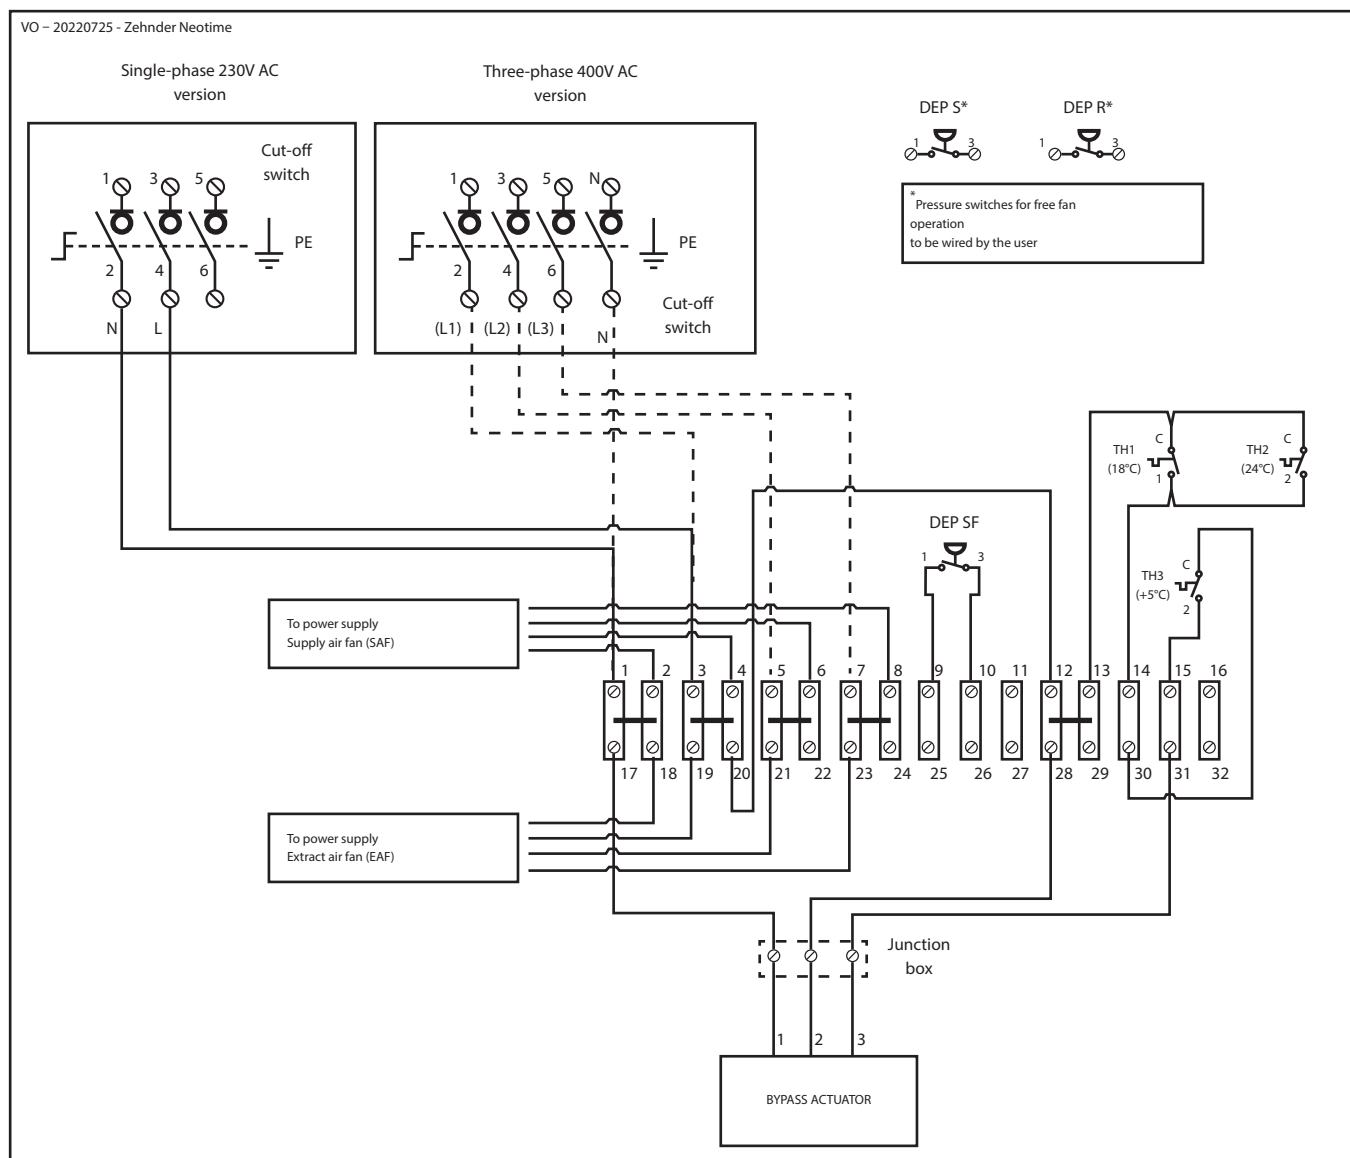 VO – 20220725 - Zehnder Neotime
Single-phase 230V AC
version
Three-phase 400V AC
version
DEP S*
DEP R*
1 3
1 3
*
Pressure switches for free fan
operation
to be wired by the user
Cut-off
switch
1 3 5
PE
2 4 6
N L
1 3 5 N
PE
2 4 6
Cut-off
switch
(L1) (L2) (L3) N
C
TH1
(18°C)
1
C
TH2
(24°C)
2
DEP SF
1 3
C
TH3
(+5°C)
2
To power supply
Supply air fan (SAF)
1 2 3 4 5 6 7 8 9 10 11 12 13 14 15 16
17 18 19 20 21 22 23 24 25 26 27 28 29 30 31 32
To power supply
Extract air fan (EAF)
Junction
box
1 2 3
BYPASS ACTUATOR